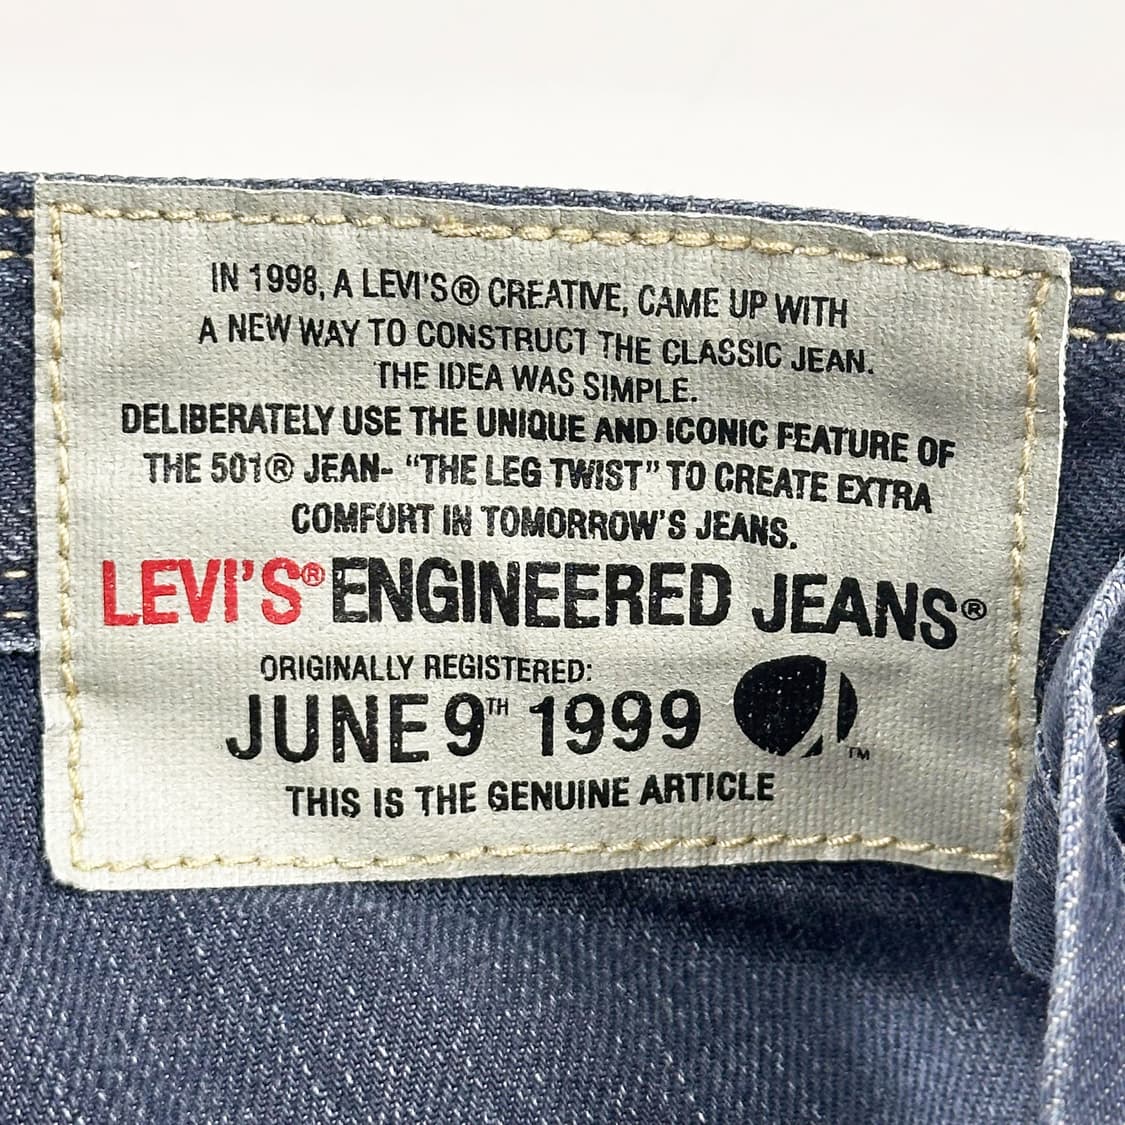 IN 1998, A LEVI'S® CREATIVE, CAME UP WITH
A NEW WAY TO CONSTRUCT THE CLASSIC JEAN.
THE IDEA WAS SIMPLE.
DELIBERATELY USE THE UNIQUE AND ICONIC FEATURE OF
THE 501® JEAN- “THE LEG TWIST” TO CREATE EXTRA
COMFORT IN TOMORROW'S JEANS.
LEVI'S® ENGINEERED JEANS®
ORIGINALLY REGISTERED:
JUNE 9TH 1999
TM
THIS IS THE GENUINE ARTICLE